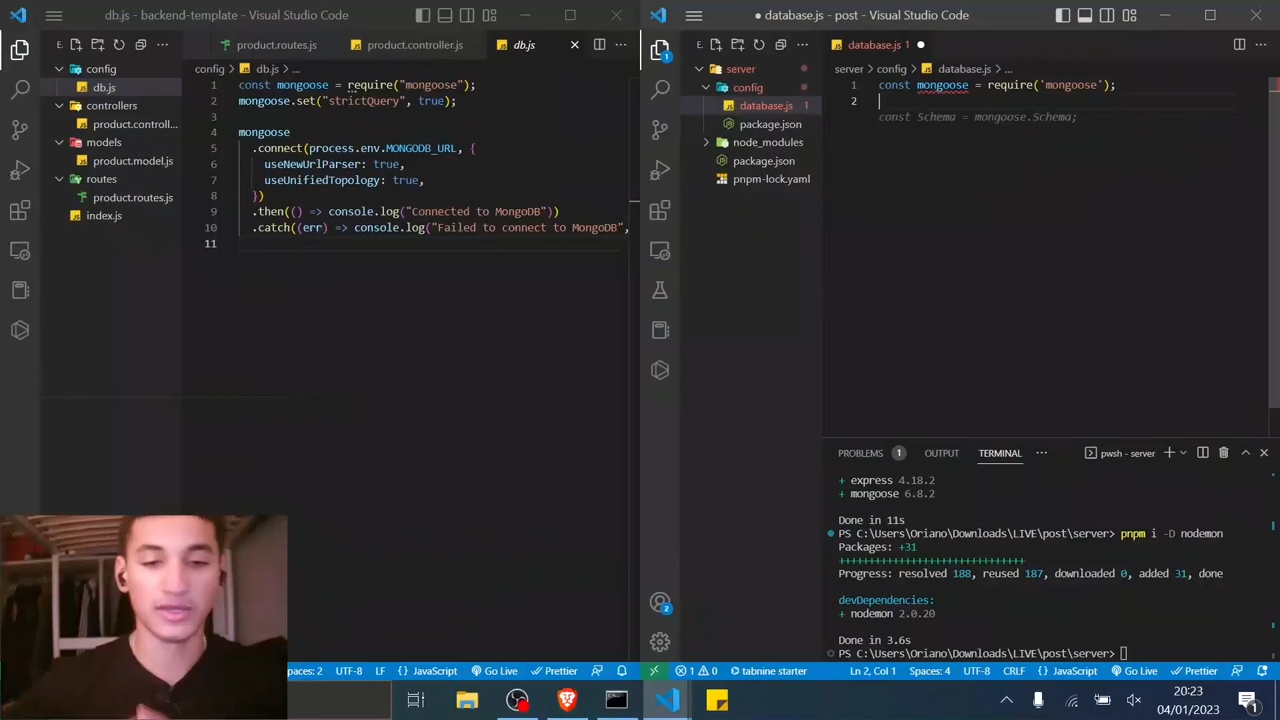 db.js - backend-template - Visual Studio Code
E.
config
db.js
controllers
product.controll...
models
product.model.js
routes
product.routes.js
index.js
product.routes.js
product.controller.js
db.js
config > db.js > ...
1 const mongoose = require("mongoose");
2 mongoose.set("strictQuery", true);
3
4 mongoose
5 .connect(process.env.MONGODB_URL, {
6 useNewUrlParser: true,
7 useUnifiedTopology: true,
8 })
9 .then(() => console.log("Connected to MongoDB"))
10 .catch((err) => console.log("Failed to connect to MongoDB",
11
Spaces: 2 UTF-8 LF {} JavaScript Go Live Prettier
● database.js - post - Visual Studio Code
1
E.
server
config
database.js 1
package.json
node_modules
package.json
pnpm-lock.yaml
database.js 1 ●
server > config > database.js > ...
1 const mongoose = require('mongoose');
2
const Schema = mongoose.Schema;
PROBLEMS 1 OUTPUT TERMINAL ... pwsh - server
+ express 4.18.2
+ mongoose 6.8.2
Done in 11s
PS C:\Users\Oriano\Downloads\LIVE\post\server> pnpm i -D nodemon
Packages: +31
+++++++++++++++++++++++++++++++
Progress: resolved 188, reused 187, downloaded 0, added 31, done
devDependencies:
+ nodemon 2.0.20
Done in 3.6s
PS C:\Users\Oriano\Downloads\LIVE\post\server>
2
1 0 tabnine starter Ln 2, Col 1 Spaces: 4 UTF-8 CRLF {} JavaScript Go Live Prettier
20:23
04/01/2023
1